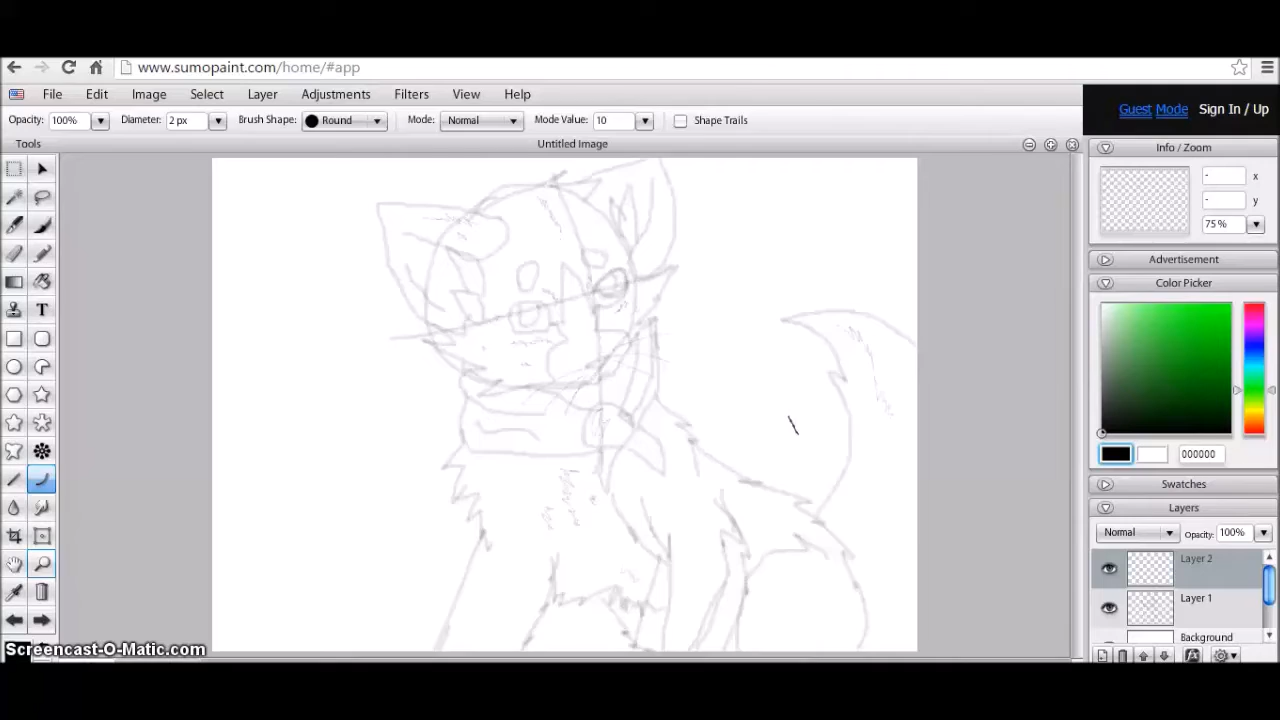 www.sumopaint.com/home/#app
File Edit Image Select Layer Adjustments Filters View Help
Guest Mode Sign In / Up
Opacity: 100% Diameter: 2 px Brush Shape: Round Mode: Normal Mode Value: 10 Shape Trails
Tools Untitled Image
Info / Zoom
- x
- y
75 %
Advertisement
Color Picker
000000
Swatches
Layers
Normal Opacity: 100%
Layer 2
Layer 1
Background
Screencast-O-Matic.com